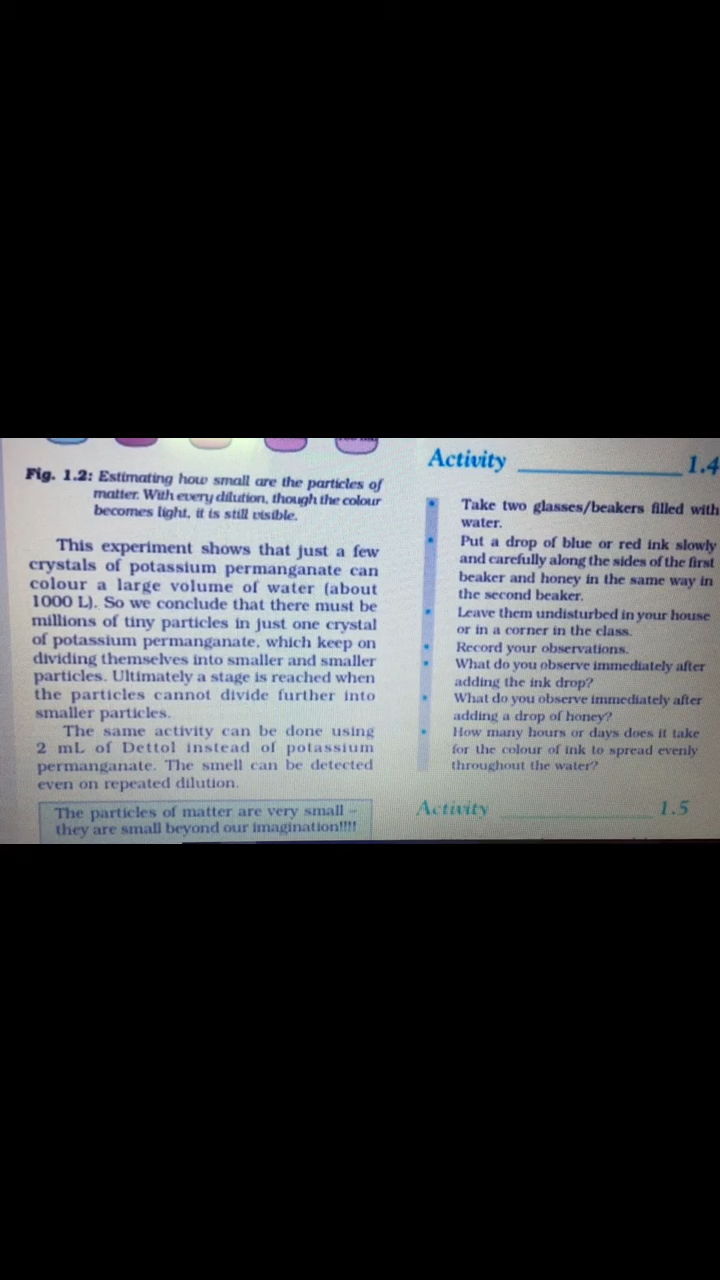 Fig. 1.2: Estimating how small are the particles of
matter. With every dilution, though the colour
becomes light, it is still visible.
This experiment shows that just a few
crystals of potassium permanganate can
colour a large volume of water (about
1000 L). So we conclude that there must be
millions of tiny particles in just one crystal
of potassium permanganate, which keep on
dividing themselves into smaller and smaller
particles. Ultimately a stage is reached when
the particles cannot divide further into
smaller particles.
The same activity can be done using
2 mL of Dettol instead of potassium
permanganate. The smell can be detected
even on repeated dilution.
The particles of matter are very small –
they are small beyond our imagination!!!!
Activity ______________ 1.4
• Take two glasses/beakers filled with
water.
• Put a drop of blue or red ink slowly
and carefully along the sides of the first
beaker and honey in the same way in
the second beaker.
• Leave them undisturbed in your house
or in a corner in the class.
• Record your observations.
• What do you observe immediately after
adding the ink drop?
• What do you observe immediately after
adding a drop of honey?
• How many hours or days does it take
for the colour of ink to spread evenly
throughout the water?
Activity ______________ 1.5